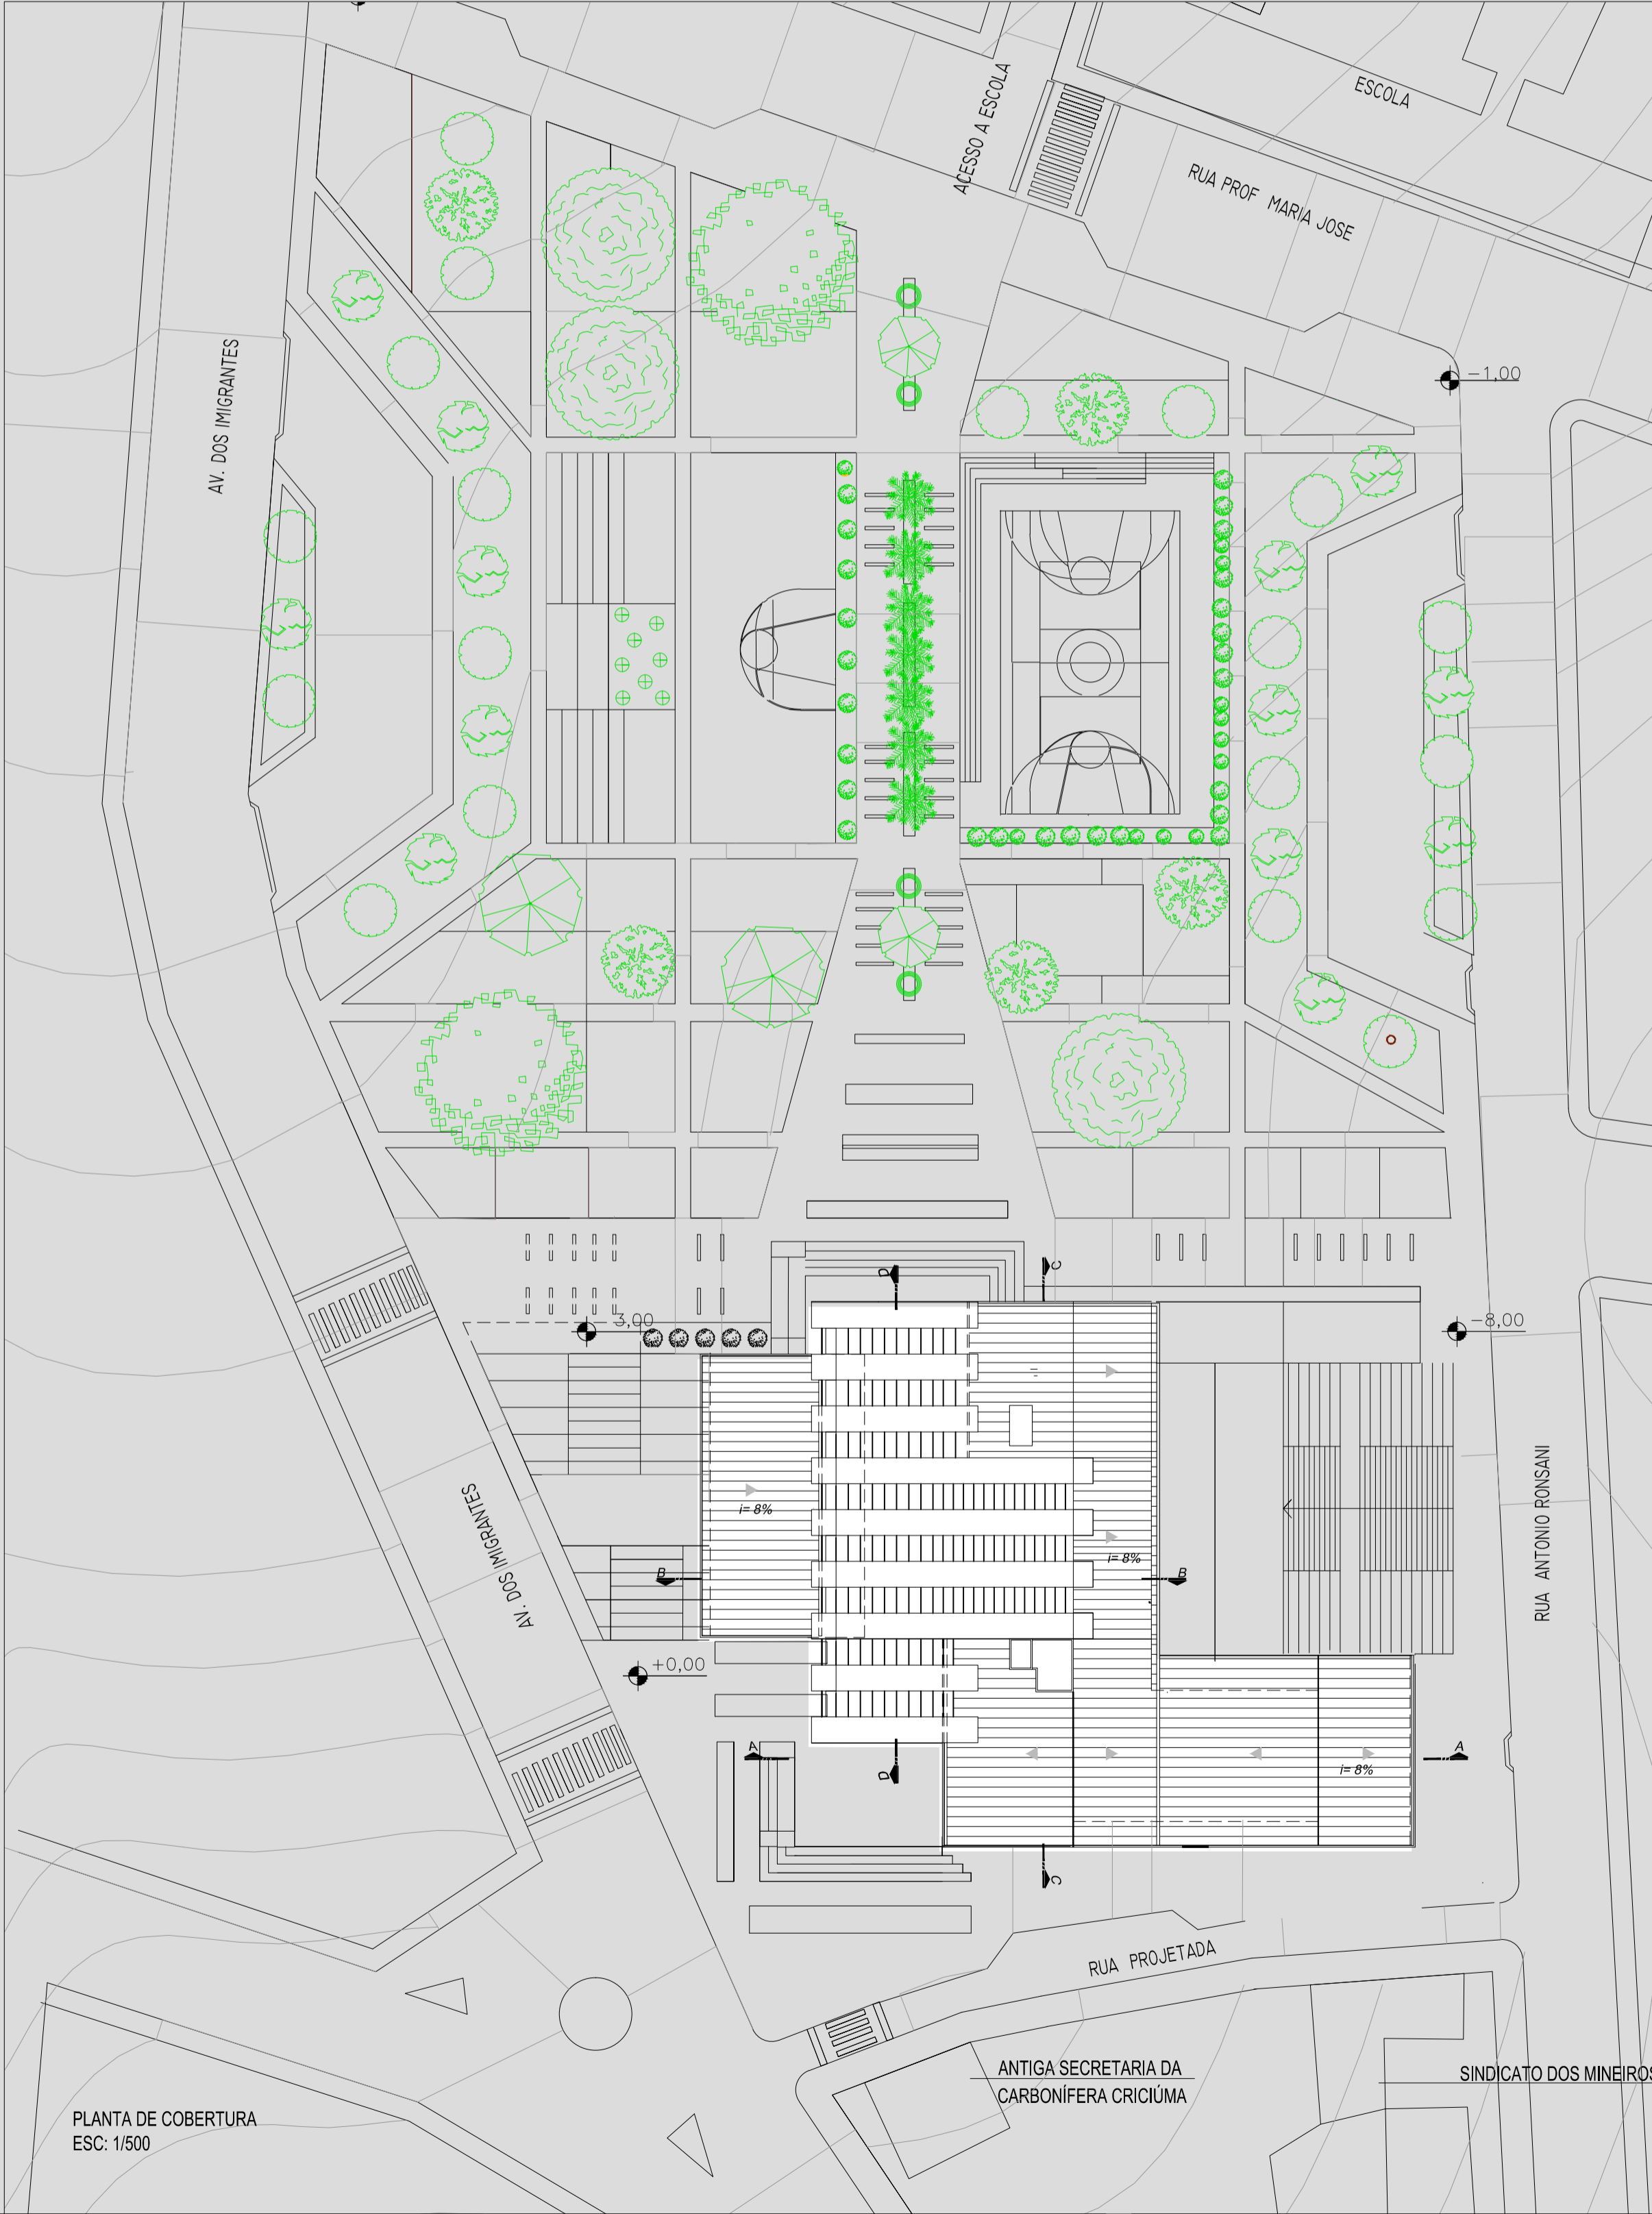 ESCOLA
ACESSO A ESCOLA
RUA PROF MARIA JOSE
AV. DOS IMIGRANTES
-1,00
D
C
3,00
-8,00
i= 8%
AV. DOS IMIGRANTES
RUA ANTONIO RONSANI
i= 8%
B
B
+0,00
A
A
D
i= 8%
C
RUA PROJETADA
ANTIGA SECRETARIA DA
CARBONÍFERA CRICIÚMA
SINDICATO DOS MINEIROS
PLANTA DE COBERTURA
ESC: 1/500